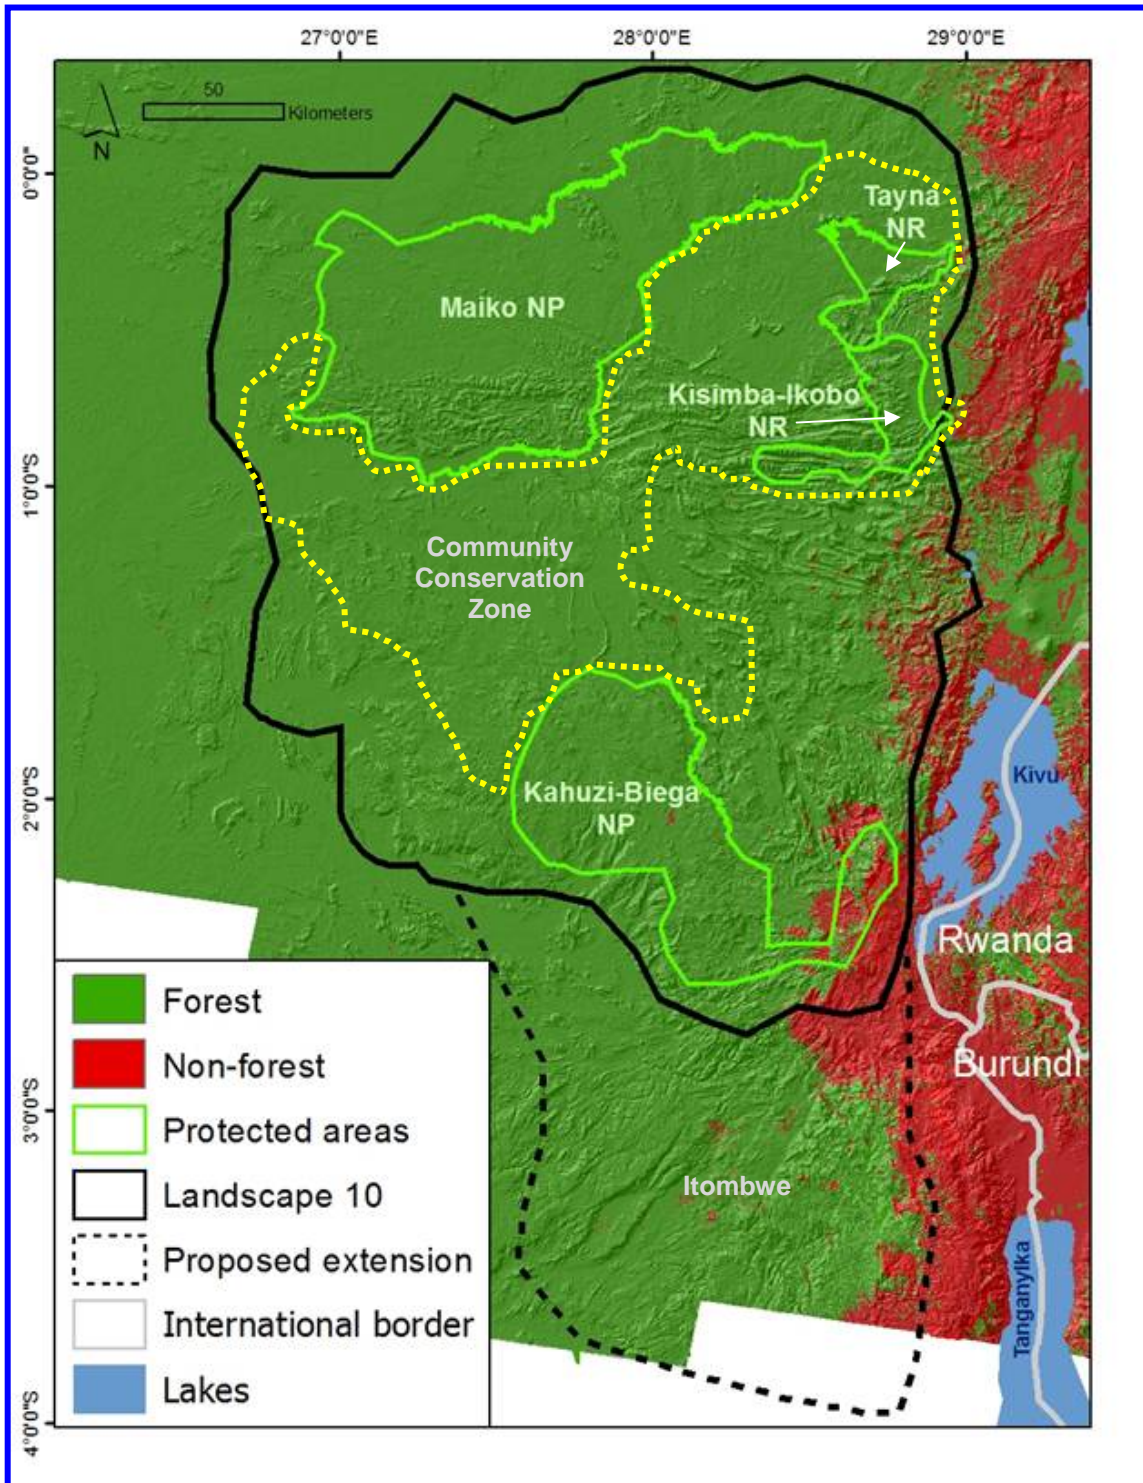 27°0'0"E
28°0'0"E
29°0'0"E
50
Kilometers
N
0°0'0"
Tayna
NR
Maiko NP
Kisimba-Ikobo
NR
1°0'0"S
Community
Conservation
Zone
Kivu
2°0'0"S
Kahuzi-Biega
NP
Rwanda
Burundi
3°0'0"S
Itombwe
Tanganyika
4°0'0"S
Forest
Non-forest
Protected areas
Landscape 10
Proposed extension
International border
Lakes